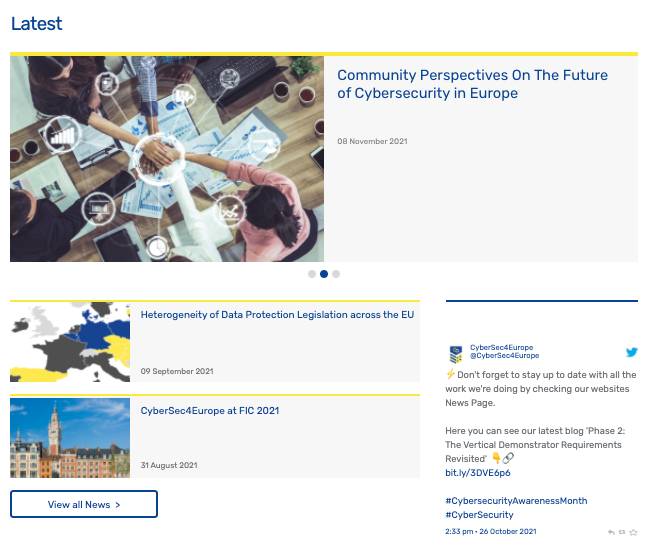 Latest
Community Perspectives On The Future
of Cybersecurity in Europe
08 November 2021
Heterogeneity of Data Protection Legislation across the EU
09 September 2021
CyberSec4Europe at FIC 2021
31 August 2021
View all News >
CyberSec4Europe
@CyberSec4Europe
⚡Don't forget to stay up to date with all the
work we're doing by checking our websites
News Page.
Here you can see our latest blog 'Phase 2:
The Vertical Demonstrator Requirements
Revisited' 👇🔗
bit.ly/3DVE6p6
#CybersecurityAwarenessMonth
#CyberSecurity
2:33 pm · 26 October 2021